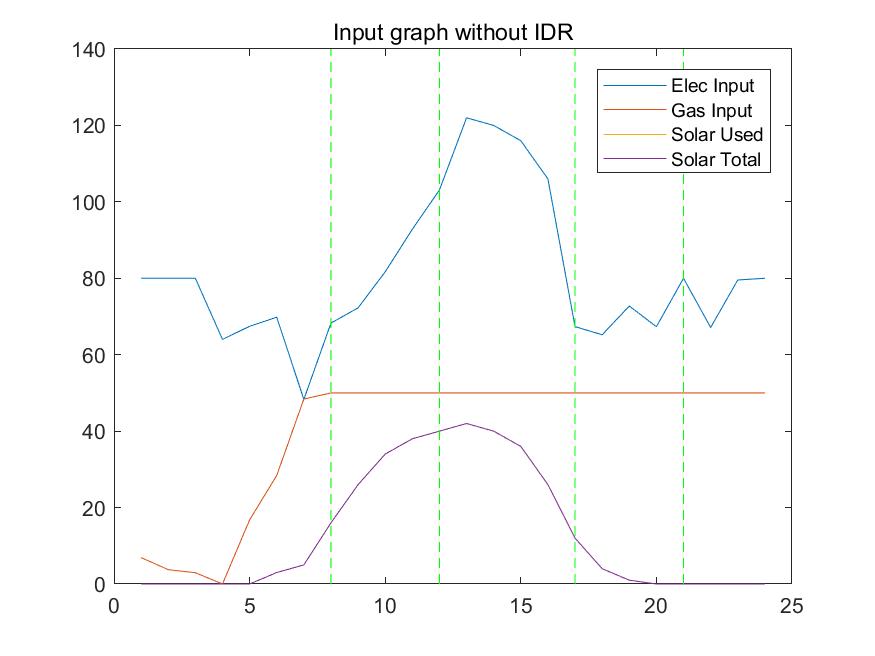 Input graph without IDR
140
120
100
80
60
40
20
0
Elec Input
Gas Input
Solar Used
Solar Total
0 5 10 15 20 25